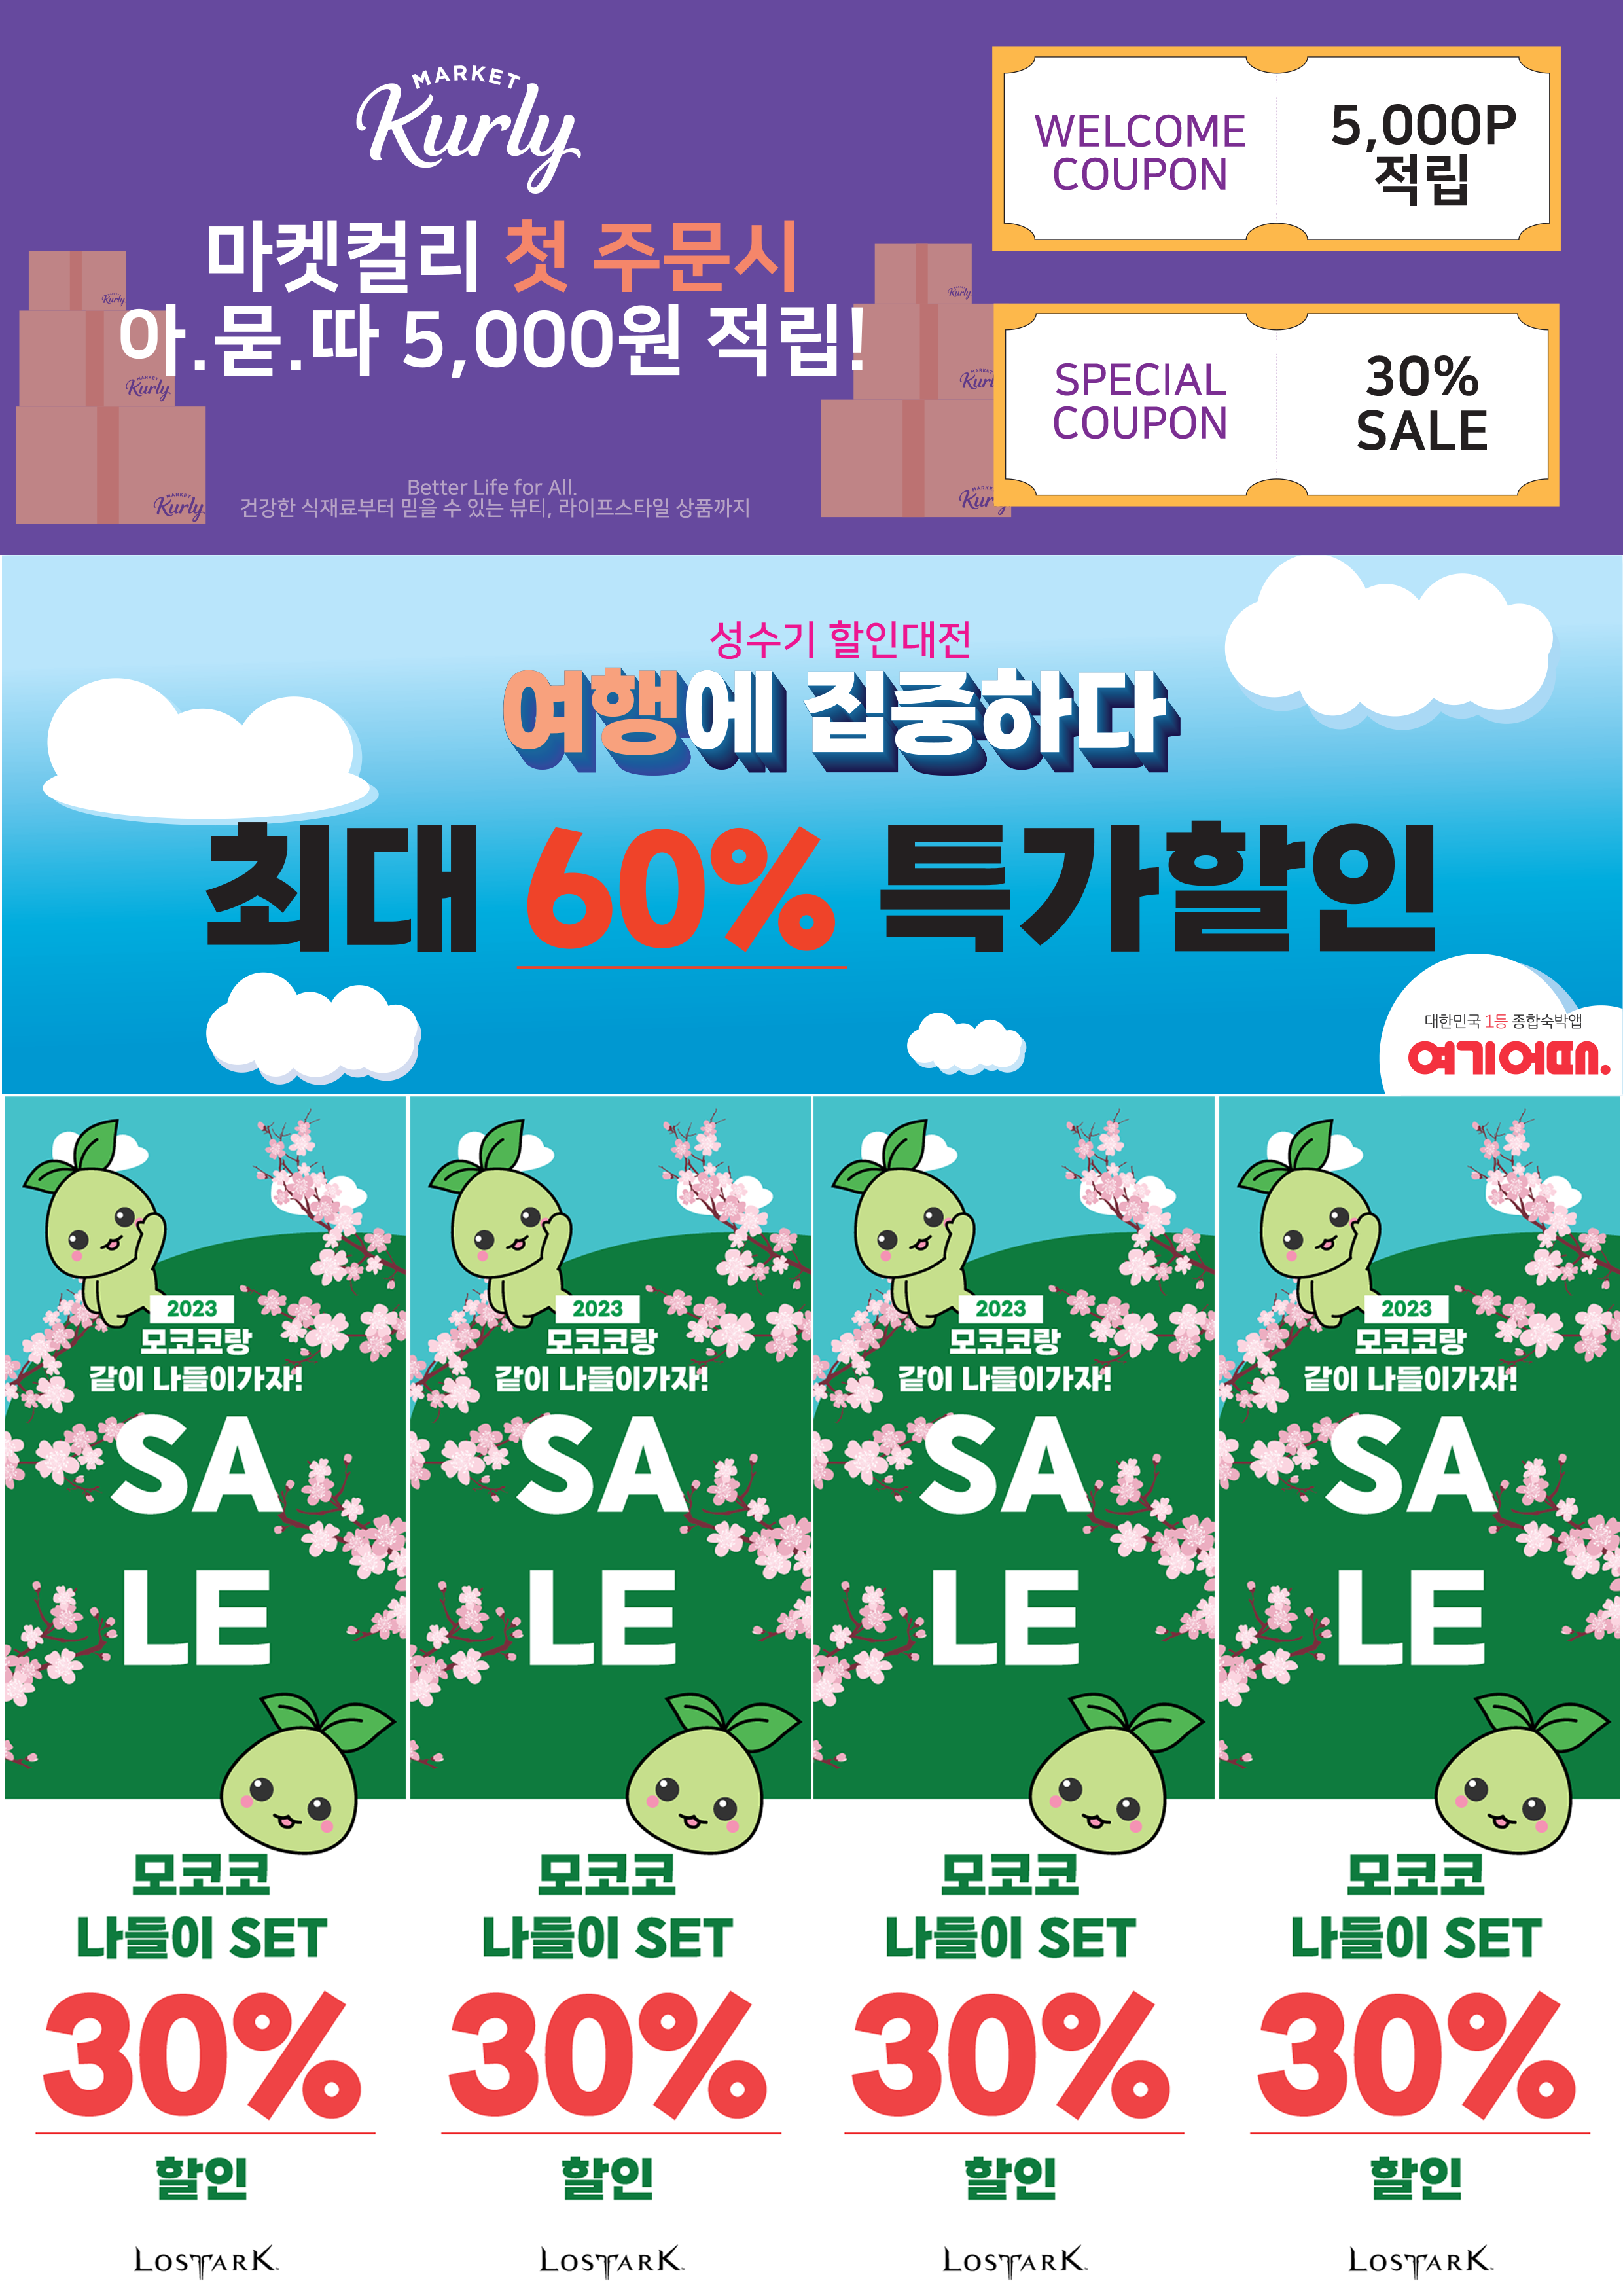 MARKET
Kurly
마켓컬리 첫 주문시
아.묻.따 5,000원 적립!
Better Life for All.
건강한 식재료부터 믿을 수 있는 뷰티, 라이프스타일 상품까지
Kurly
MARKET
Kurly
MARKET
Kurly
Kurly
Kurl
Kur
WELCOME
COUPON
5,000P
적립
SPECIAL
COUPON
30%
SALE
성수기 할인대전
여행에 집중하다
최대 60% 특가할인
대한민국 1등 종합숙박앱
여기어때.
2023
모코코랑
같이 나들이가자!
SA
LE
모코코
나들이 SET
30%
할인
LOSTARK
2023
모코코랑
같이 나들이가자!
SA
LE
모코코
나들이 SET
30%
할인
LOSTARK
2023
모코코랑
같이 나들이가자!
SA
LE
모코코
나들이 SET
30%
할인
LOSTARK
2023
모코코랑
같이 나들이가자!
SA
LE
모코코
나들이 SET
30%
할인
LOSTARK